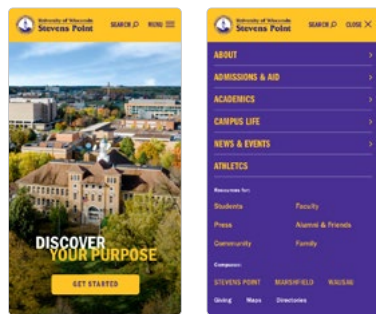 University of Wisconsin
Stevens Point
SEARCH
MENU
DISCOVER
YOUR PURPOSE
GET STARTED
University of Wisconsin
Stevens Point
SEARCH
CLOSE
ABOUT
ADMISSIONS & AID
ACADEMICS
CAMPUS LIFE
NEWS & EVENTS
ATHLETCS
Resources for:
Students
Faculty
Press
Alumni & Friends
Community
Family
Campuses:
STEVENS POINT
MARSHFIELD
WAUSAU
Giving
Maps
Directories